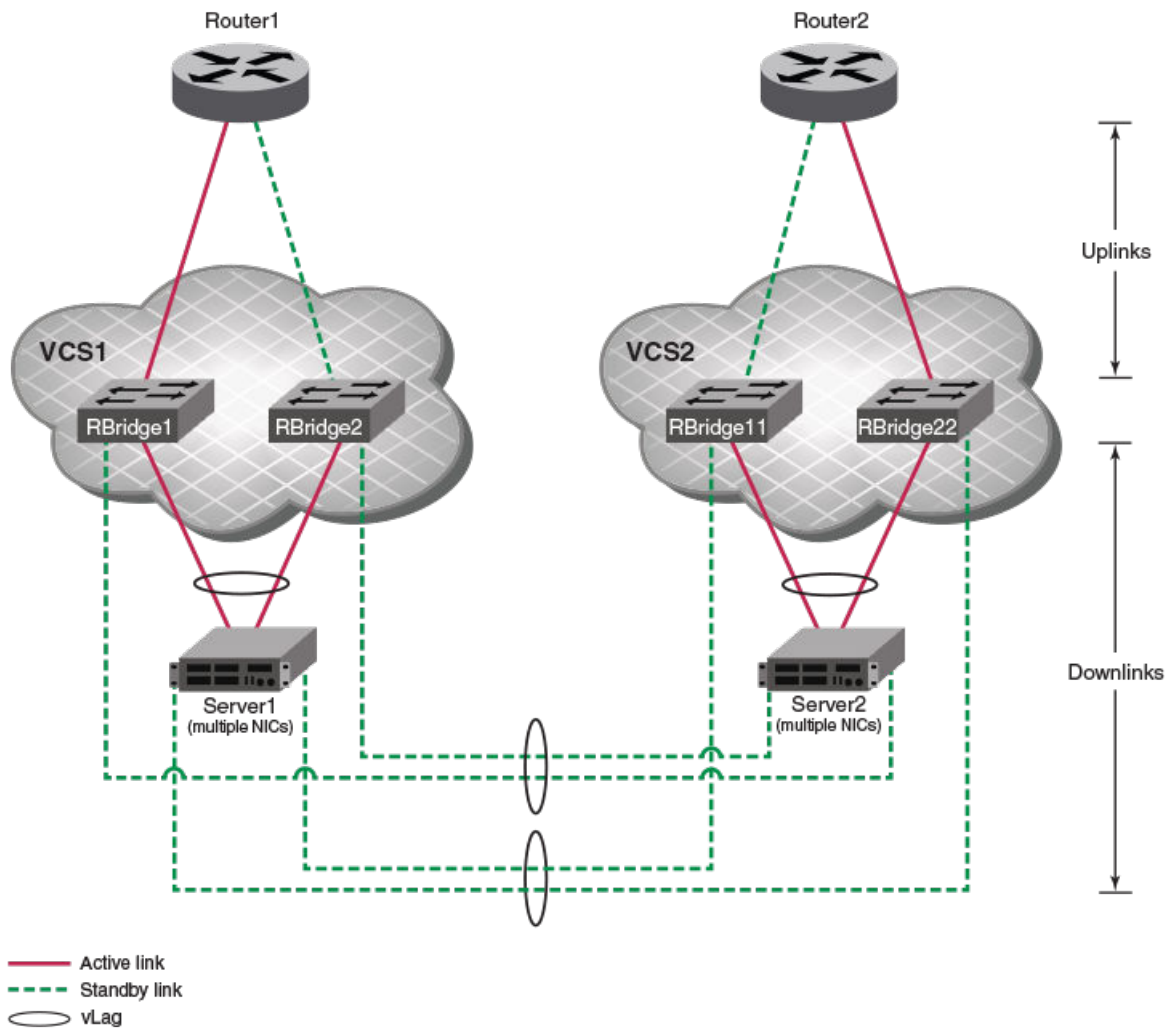 Router1
Router2
Uplinks
VCS1
VCS2
RBridge1
RBridge2
RBridge11
RBridge22
Downlinks
Server1
(multiple NICs)
Server2
(multiple NICs)
Active link
Standby link
vLag